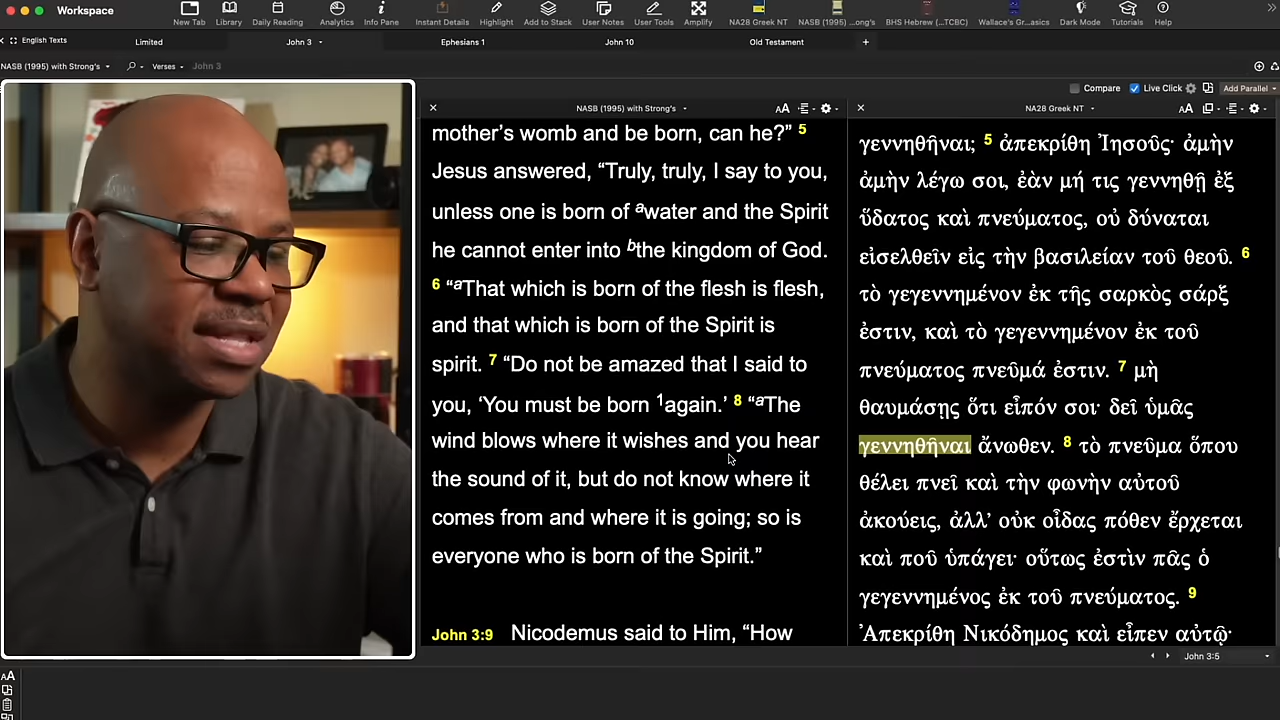 Workspace
New Tab
Library
Daily Reading
Analytics
Info Pane
Instant Details
Highlight
Add to Stack
User Notes
User Tools
Amplify
NA28 Greek NT
NASB (1995) ...ong's
BHS Hebrew (...TCBC)
Wallace's Gr...asics
Dark Mode
Tutorials
Help
English Texts
Limited
John 3
Ephesians 1
John 10
Old Testament
+
NASB (1995) with Strong's
Verses
John 3
Compare
Live Click
Add Parallel
NASB (1995) with Strong's
AA
mother’s womb and be born, can he?” 5
Jesus answered, “Truly, truly, I say to you,
unless one is born of awater and the Spirit
he cannot enter into bthe kingdom of God.
6 “aThat which is born of the flesh is flesh,
and that which is born of the Spirit is
spirit. 7 “Do not be amazed that I said to
you, ‘You must be born 1again.’ 8 “aThe
wind blows where it wishes and you hear
the sound of it, but do not know where it
comes from and where it is going; so is
everyone who is born of the Spirit.”
John 3:9 Nicodemus said to Him, “How
NA28 Greek NT
AA
γεννηθῆναι; 5 ἀπεκρίθη Ἰησοῦς· ἀμὴν
ἀμὴν λέγω σοι, ἐὰν μή τις γεννηθῇ ἐξ
ὕδατος καὶ πνεύματος, οὐ δύναται
εἰσελθεῖν εἰς τὴν βασιλείαν τοῦ θεοῦ. 6
τὸ γεγεννημένον ἐκ τῆς σαρκὸς σάρξ
ἐστιν, καὶ τὸ γεγεννημένον ἐκ τοῦ
πνεύματος πνεῦμά ἐστιν. 7 μὴ
θαυμάσῃς ὅτι εἶπόν σοι· δεῖ ὑμᾶς
γεννηθῆναι ἄνωθεν. 8 τὸ πνεῦμα ὅπου
θέλει πνεῖ καὶ τὴν φωνὴν αὐτοῦ
ἀκούεις, ἀλλ’ οὐκ οἶδας πόθεν ἔρχεται
καὶ ποῦ ὑπάγει· οὕτως ἐστὶν πᾶς ὁ
γεγεννημένος ἐκ τοῦ πνεύματος. 9
Ἀπεκρίθη Νικόδημος καὶ εἶπεν αὐτῷ·
John 3:5
AA